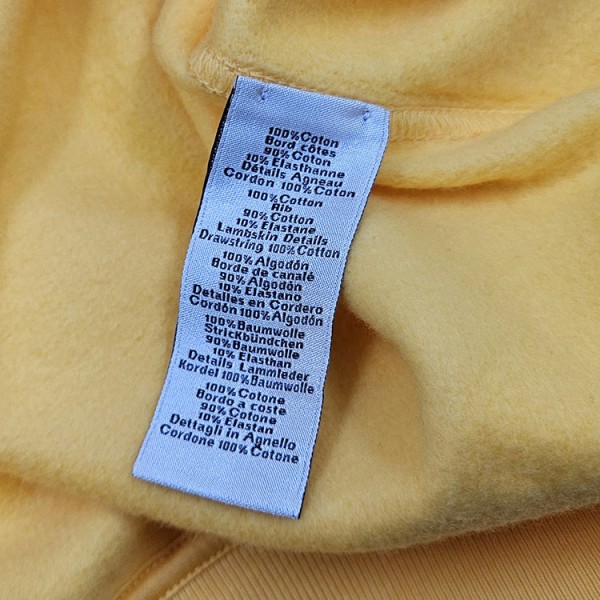 100%Coton
Bord côtes
90% Coton
10% Elasthanne
Détails Agneau
Cordon 100% Coton
100% Cotton
Rib
90% Cotton
10% Elastane
Lambskin Details
Drawstring 100% Cotton
100% Algodón
Borde de canalé
90% Algodón
10% Elastano
Detalles en Cordero
Cordón 100% Algodón
100% Baumwolle
Strickbündchen
90% Baumwolle
10% Elasthan
Details Lammleder
Kordel 100% Baumwolle
100% Cotone
Bordo a coste
90% Cotone
10% Elastan
Dettagli in Agnello
Cordone 100% Cotone